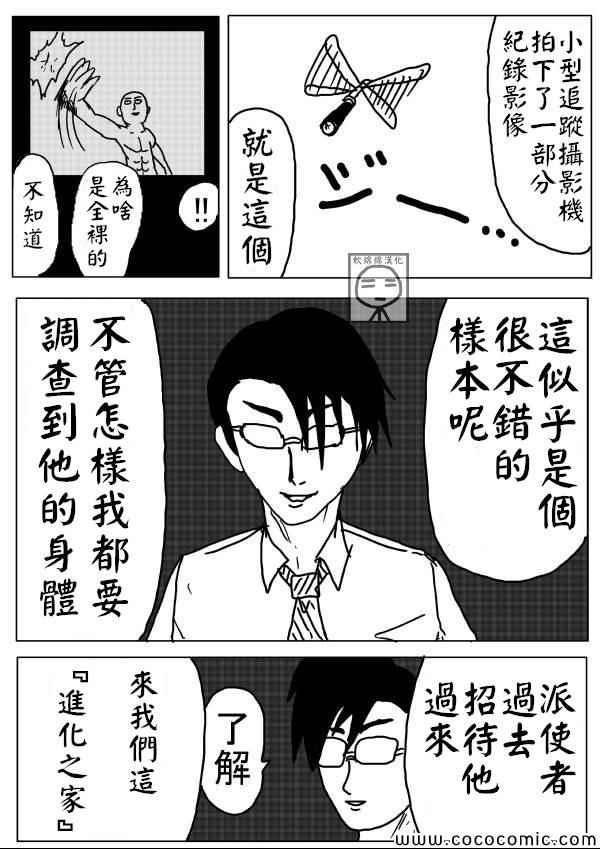 小型追蹤攝影機
拍下了一部分
紀錄影像
就是這個
ビーー…
!!
為啥
是全裸的
不知道
軟綿綿漢化
這似乎是個
很不錯的
樣本呢
不管怎樣我都要
調查到他的身體
派使者
過去
招待他
過來
了解
來我們這
『進化之家』
www.cococomic.com